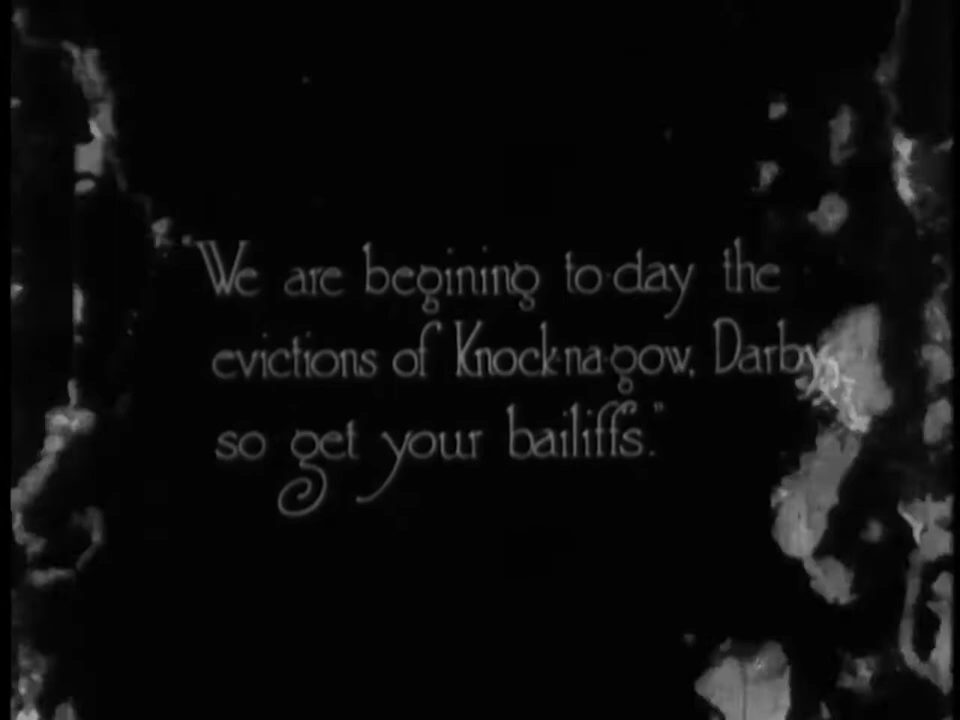 "We are begining to-day the
evictions of Knock-na-gow, Darby,
so get your bailiffs."